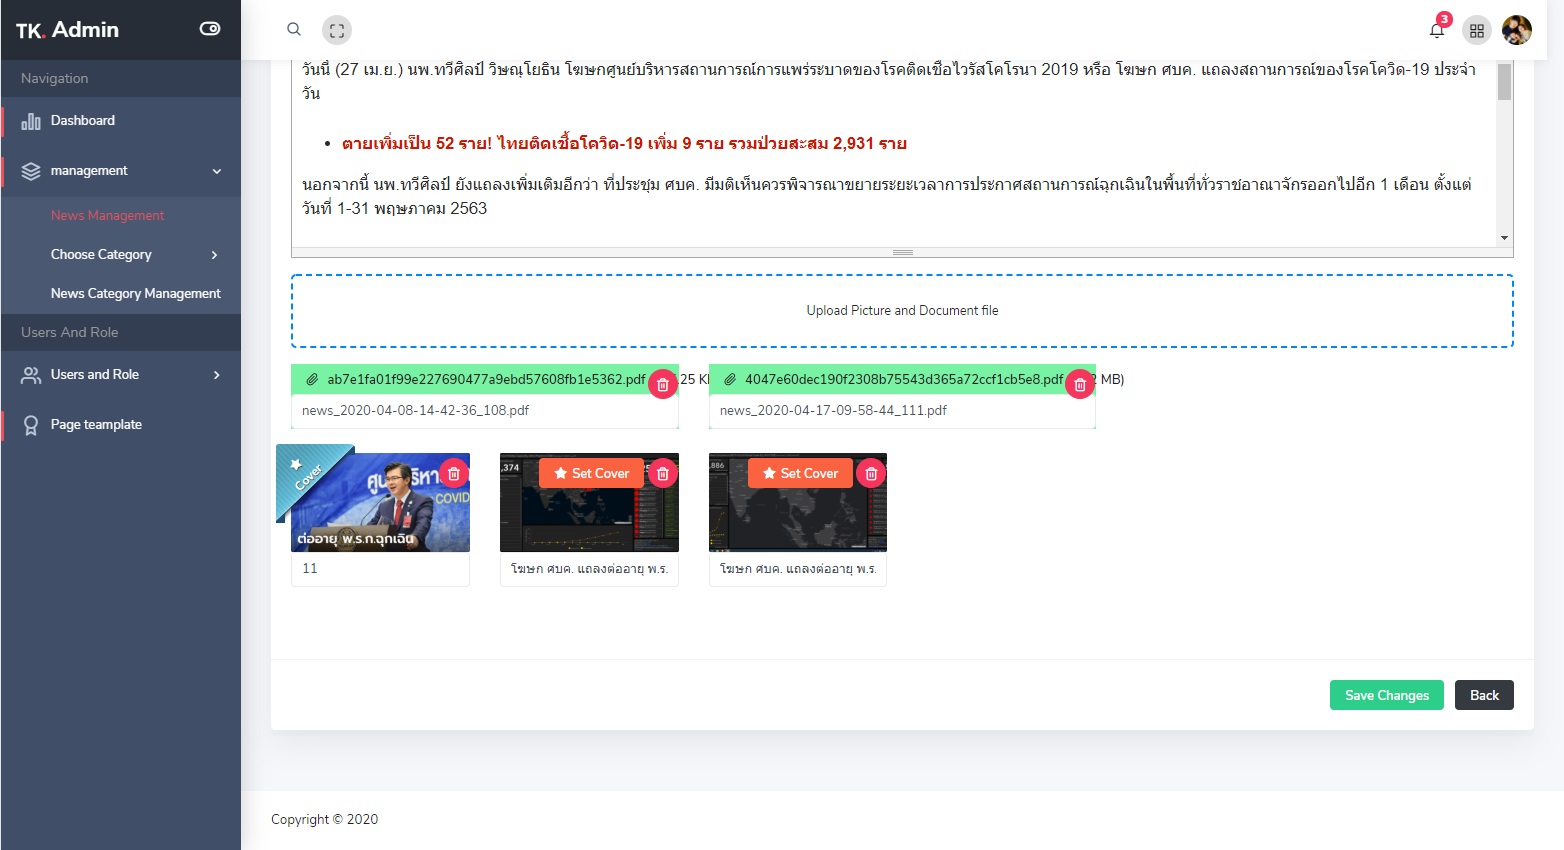 TK. Admin
3
Navigation
Dashboard
management
News Management
Choose Category
News Category Management
Users And Role
Users and Role
Page teamplate
วันนี้ (27 เม.ย.) นพ.ทวีศิลป์ วิษณุโยธิน โฆษกศูนย์บริหารสถานการณ์การแพร่ระบาดของโรคติดเชื้อไวรัสโคโรนา 2019 หรือ โฆษก ศบค. แถลงสถานการณ์ของโรคโควิด-19 ประจำ
วัน
ตายเพิ่มเป็น 52 ราย! ไทยติดเชื้อโควิด-19 เพิ่ม 9 ราย รวมป่วยสะสม 2,931 ราย
นอกจากนี้ นพ.ทวีศิลป์ ยังแถลงเพิ่มเติมอีกว่า ที่ประชุม ศบค. มีมติเห็นควรพิจารณาขยายระยะเวลาการประกาศสถานการณ์ฉุกเฉินในพื้นที่ทั่วราชอาณาจักรออกไปอีก 1 เดือน ตั้งแต่
วันที่ 1-31 พฤษภาคม 2563
Upload Picture and Document file
ab7e1fa01f99e227690477a9ebd57608fb1e5362.pdf
news_2020-04-08-14-42-36_108.pdf
4047e60dec190f2308b75543d365a72ccf1cb5e8.pdf MB)
news_2020-04-17-09-58-44_111.pdf
Cover
COVID
ต่ออายุ พ.ร.ก.ฉุกเฉิน
11
,374
Set Cover
โฆษก ศบค. แถลงต่ออายุ พ.ร.
,886
Set Cover
โฆษก ศบค. แถลงต่ออายุ พ.ร.
Save Changes
Back
Copyright © 2020